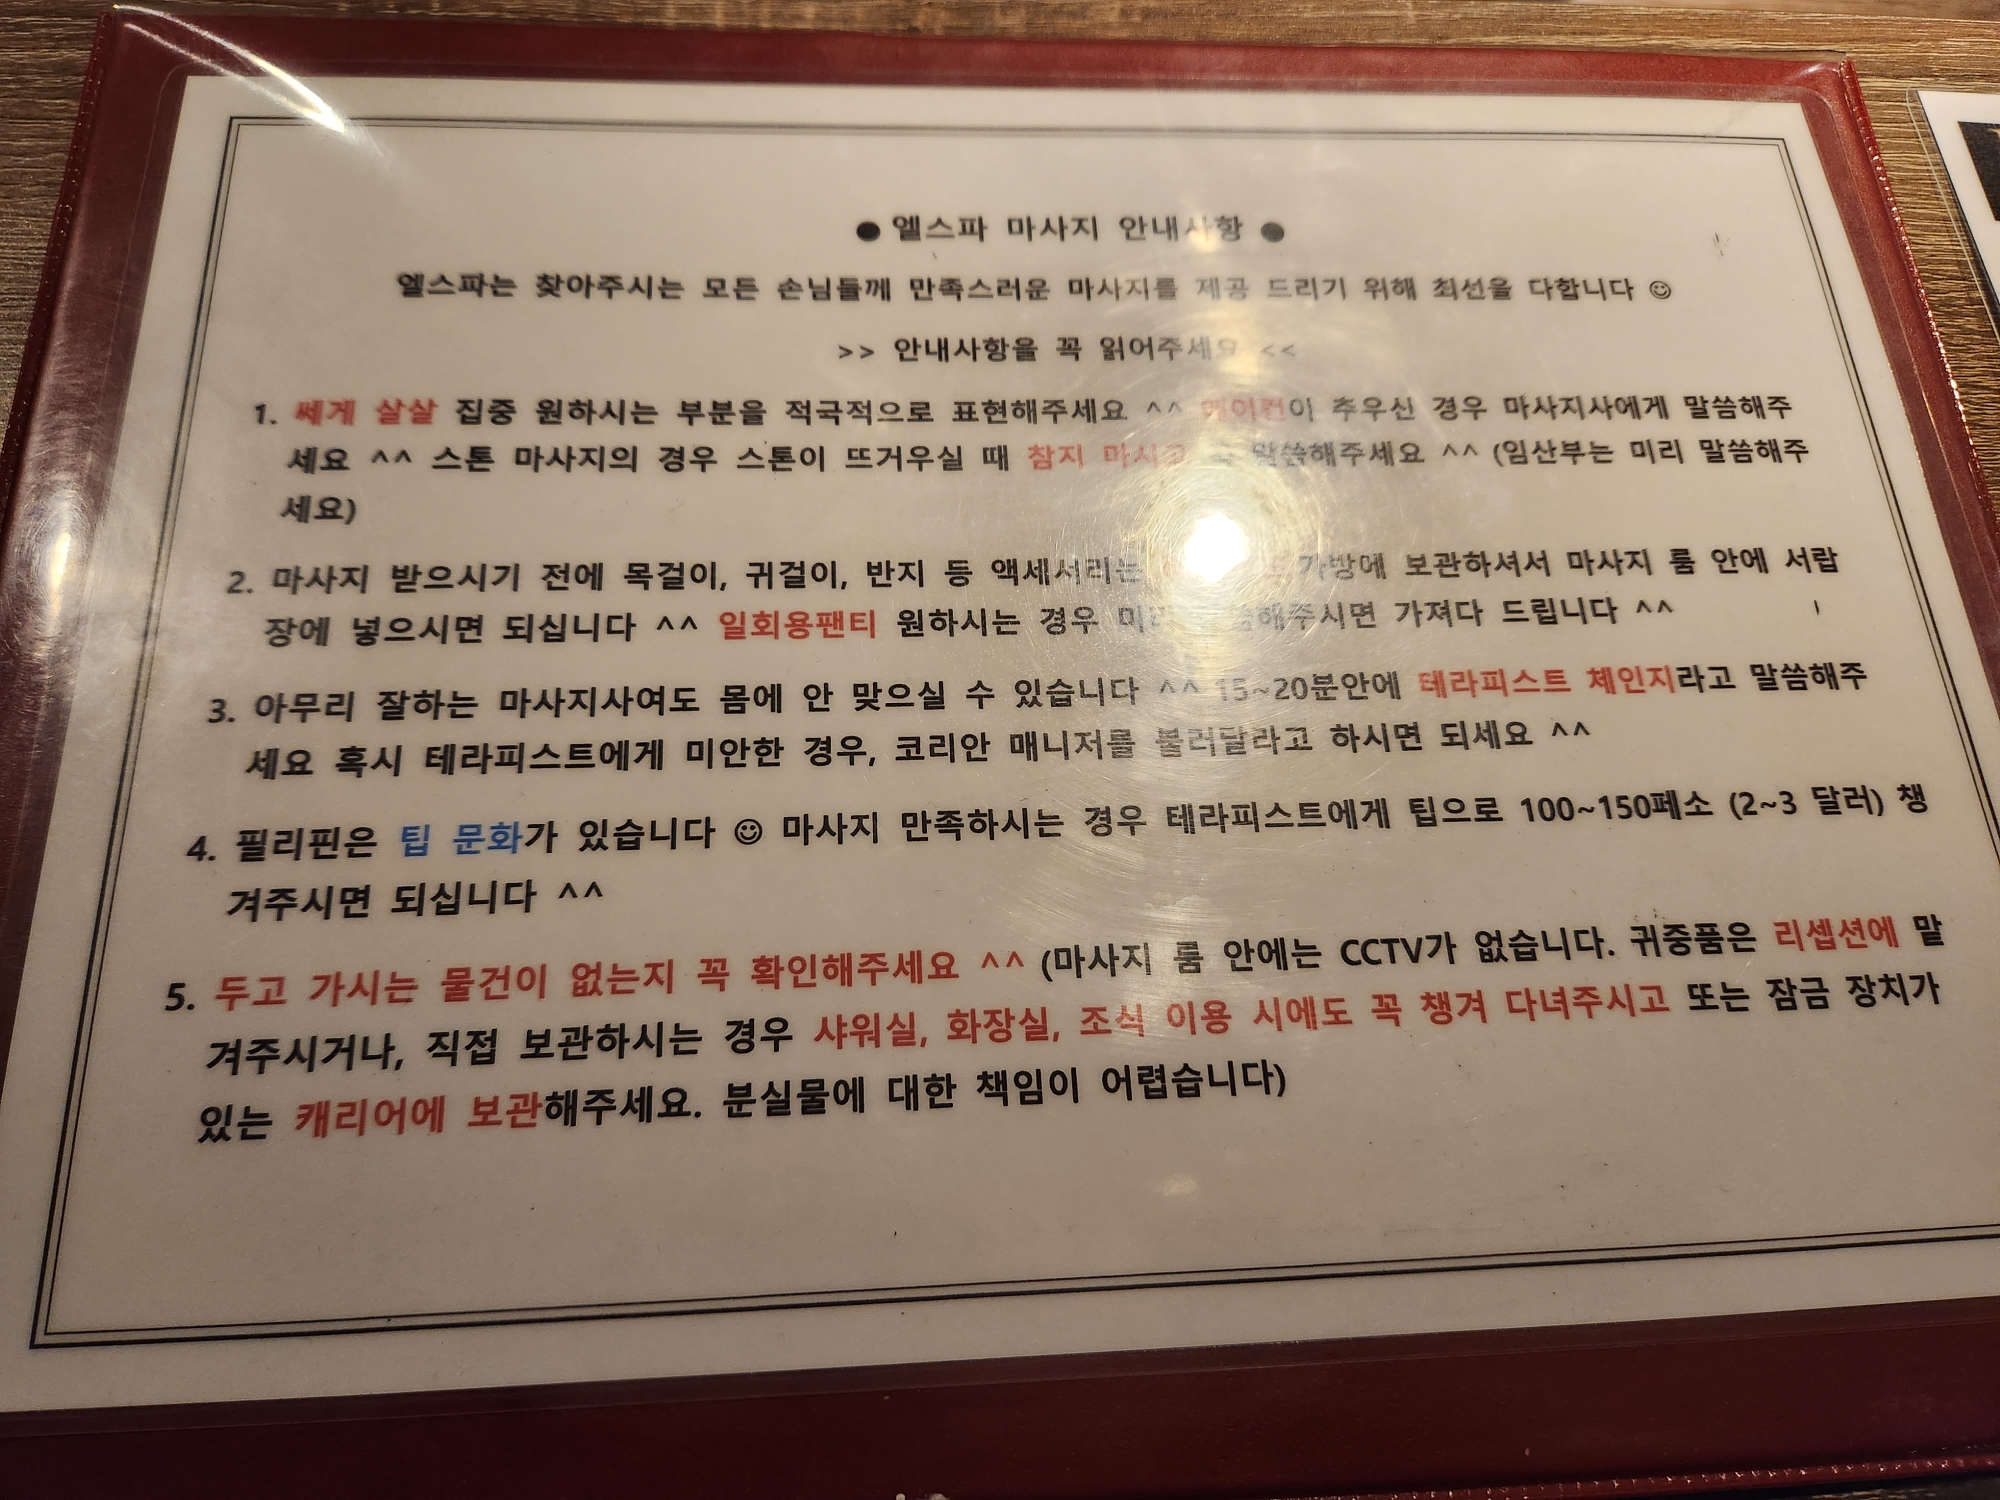 ● 엘스파 마사지 안내사항 ●
엘스파는 찾아주시는 모든 손님들께 만족스러운 마사지를 제공 드리기 위해 최선을 다합니다 ☺
>> 안내사항을 꼭 읽어주세요 <<
1. 쎄게 살살 집중 원하시는 부분을 적극적으로 표현해주세요 ^^ 에어컨이 추우신 경우 마사지사에게 말씀해주
세요 ^^ 스톤 마사지의 경우 스톤이 뜨거우실 때 참지 마시고 말씀해주세요 ^^ (임산부는 미리 말씀해주
세요)
2. 마사지 받으시기 전에 목걸이, 귀걸이, 반지 등 액세서리는 가방에 보관하셔서 마사지 룸 안에 서랍
장에 넣으시면 되십니다 ^^ 일회용팬티 원하시는 경우 미리 말씀해주시면 가져다 드립니다 ^^
3. 아무리 잘하는 마사지사여도 몸에 안 맞으실 수 있습니다 ^^ 15~20분안에 테라피스트 체인지라고 말씀해주
세요 혹시 테라피스트에게 미안한 경우, 코리안 매니저를 불러달라고 하시면 되세요 ^^
4. 필리핀은 팁 문화가 있습니다 ☺ 마사지 만족하시는 경우 테라피스트에게 팁으로 100~150페소 (2~3 달러) 챙
겨주시면 되십니다 ^^
5. 두고 가시는 물건이 없는지 꼭 확인해주세요 ^^ (마사지 룸 안에는 CCTV가 없습니다. 귀중품은 리셉션에 맡
겨주시거나, 직접 보관하시는 경우 샤워실, 화장실, 조식 이용 시에도 꼭 챙겨 다녀주시고 또는 잠금 장치가
있는 캐리어에 보관해주세요. 분실물에 대한 책임이 어렵습니다)